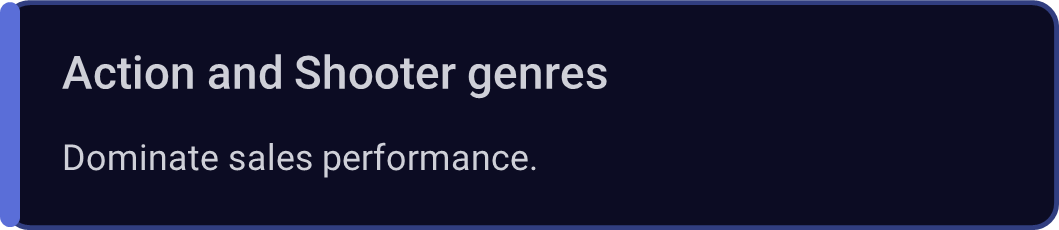 Action and Shooter genres
Dominate sales performance.